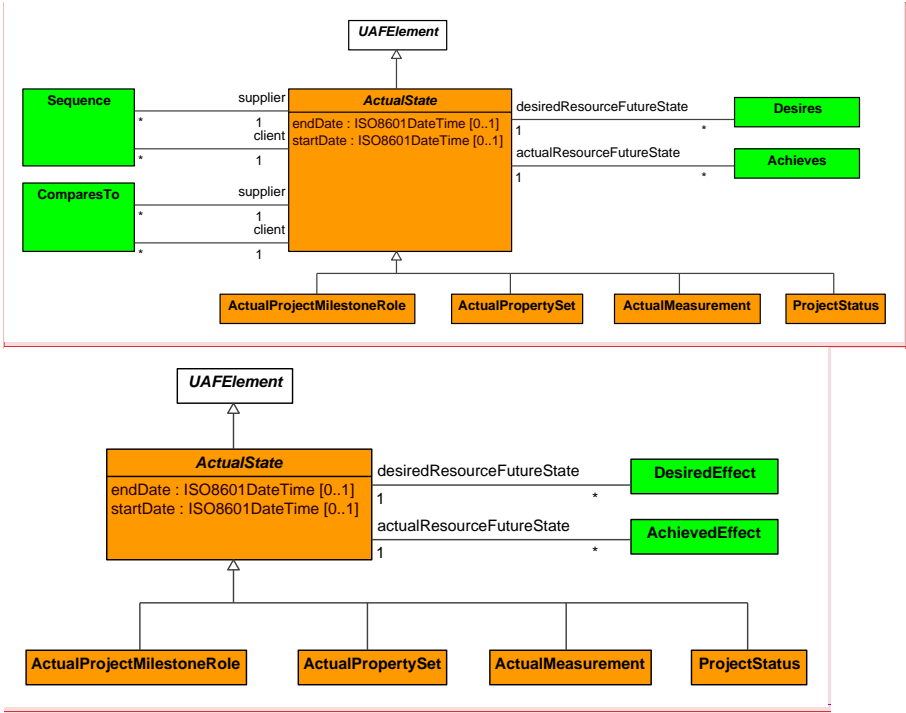 UAFElement
Sequence
supplier
ActualState
desiredResourceFutureState
Desires
endDate : ISO8601DateTime [0..1]
startDate : ISO8601DateTime [0..1]
*
1
client
1
*
actualResourceFutureState
Achieves
*
1
1
*
ComparesTo
supplier
*
1
client
*
1
ActualProjectMilestoneRole
ActualPropertySet
ActualMeasurement
ProjectStatus
UAFElement
ActualState
desiredResourceFutureState
DesiredEffect
endDate : ISO8601DateTime [0..1]
startDate : ISO8601DateTime [0..1]
1
*
actualResourceFutureState
AchievedEffect
1
*
ActualProjectMilestoneRole
ActualPropertySet
ActualMeasurement
ProjectStatus